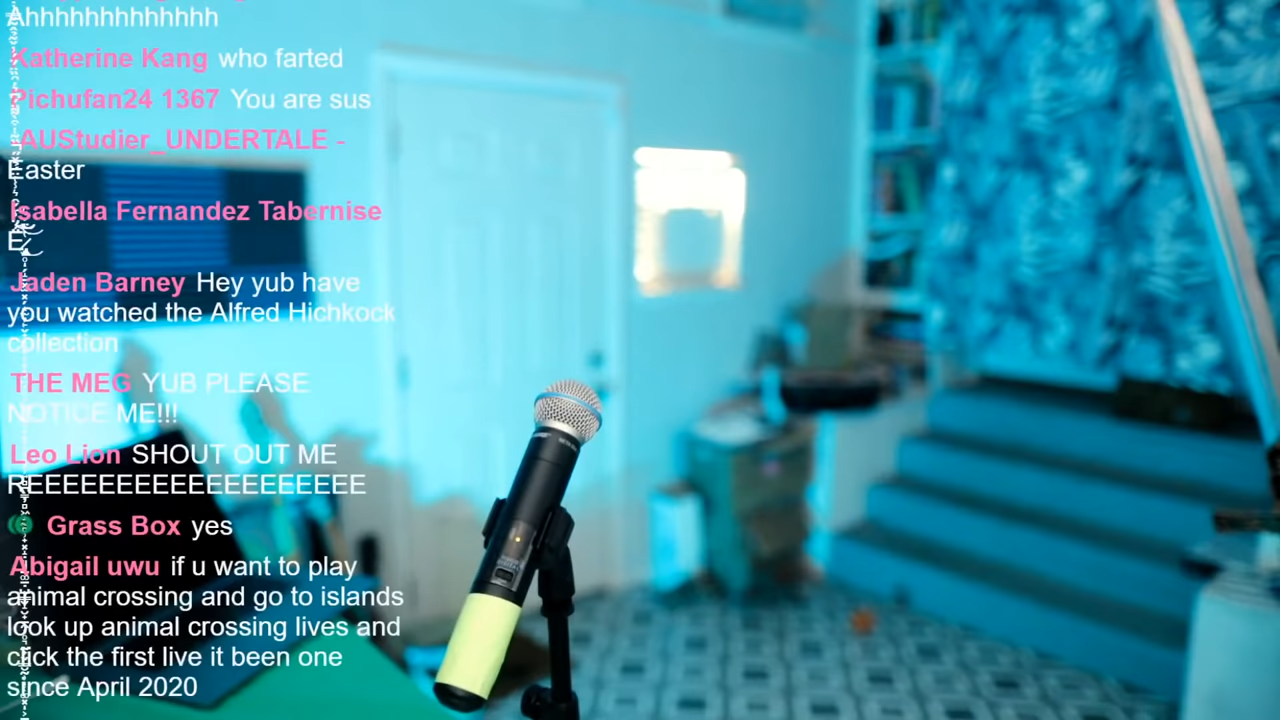 Ahhhhhhhhhhhhh
Katherine Kang who farted
Pichufan24 1367 You are sus
AUStudier_UNDERTALE -
Easter
Isabella Fernandez Tabernise
E
Jaden Barney Hey yub have
you watched the Alfred Hichkock
collection
THE MEG YUB PLEASE
NOTICE ME!!!
Leo Lion SHOUT OUT ME
REEEEEEEEEEEEEEEEEEE
Grass Box yes
Abigail uwu if u want to play
animal crossing and go to islands
look up animal crossing lives and
click the first live it been one
since April 2020